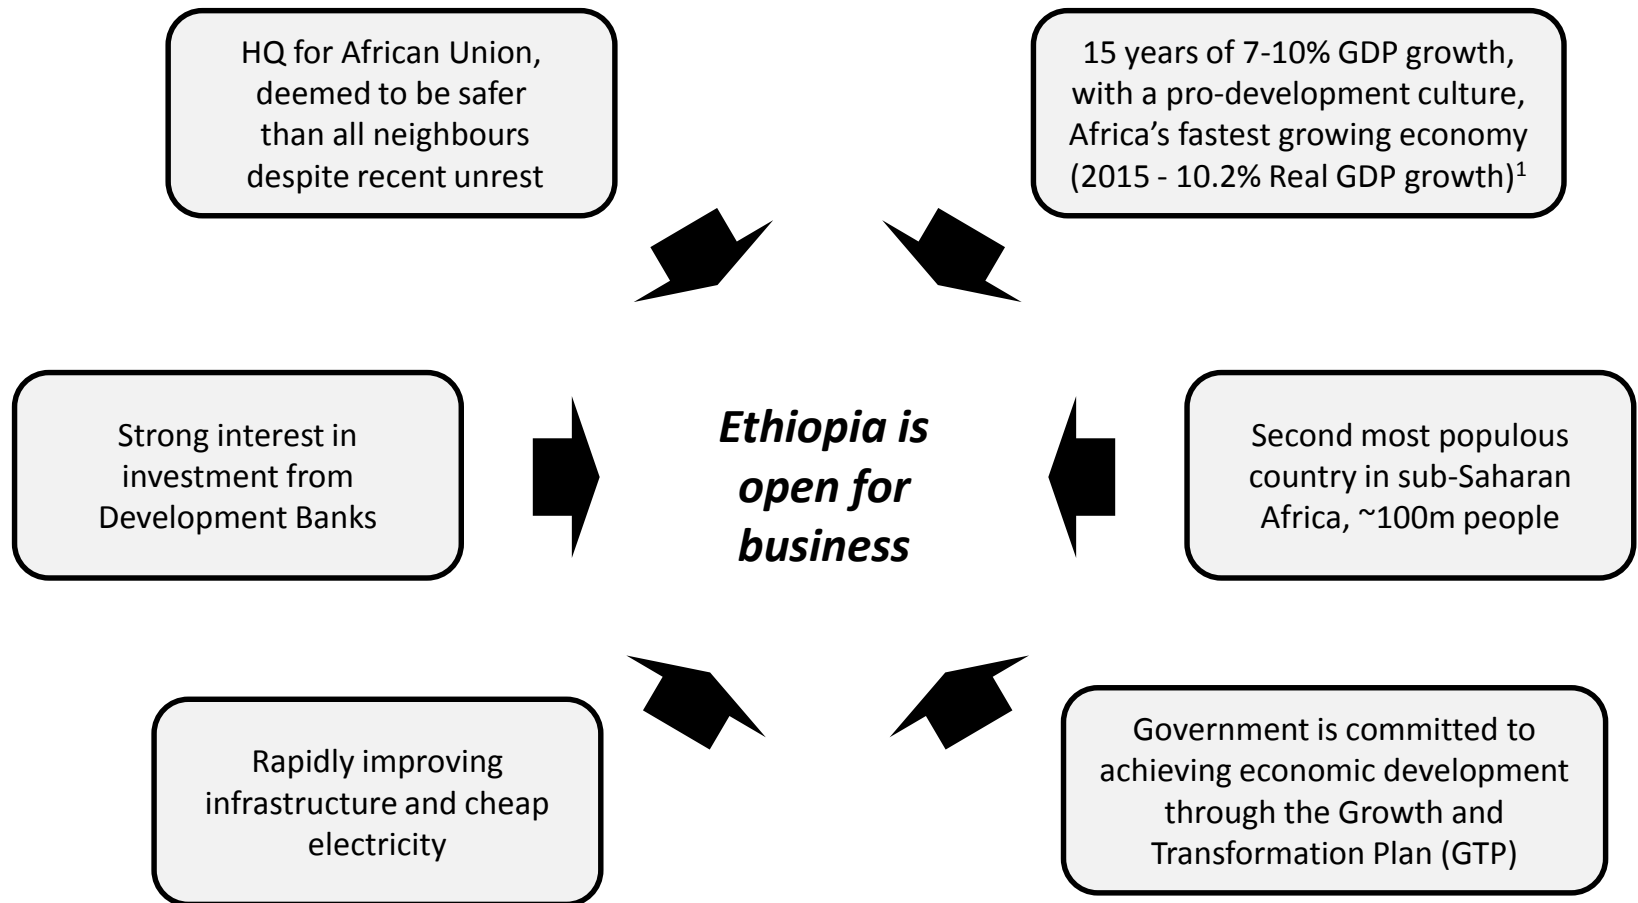 HQ for African Union,
deemed to be safer
than all neighbours
despite recent unrest
15 years of 7-10% GDP growth,
with a pro-development culture,
Africa’s fastest growing economy
(2015 - 10.2% Real GDP growth)1
Strong interest in
investment from
Development Banks
Ethiopia is
open for
business
Second most populous
country in sub-Saharan
Africa, ~100m people
Rapidly improving
infrastructure and cheap
electricity
Government is committed to
achieving economic development
through the Growth and
Transformation Plan (GTP)